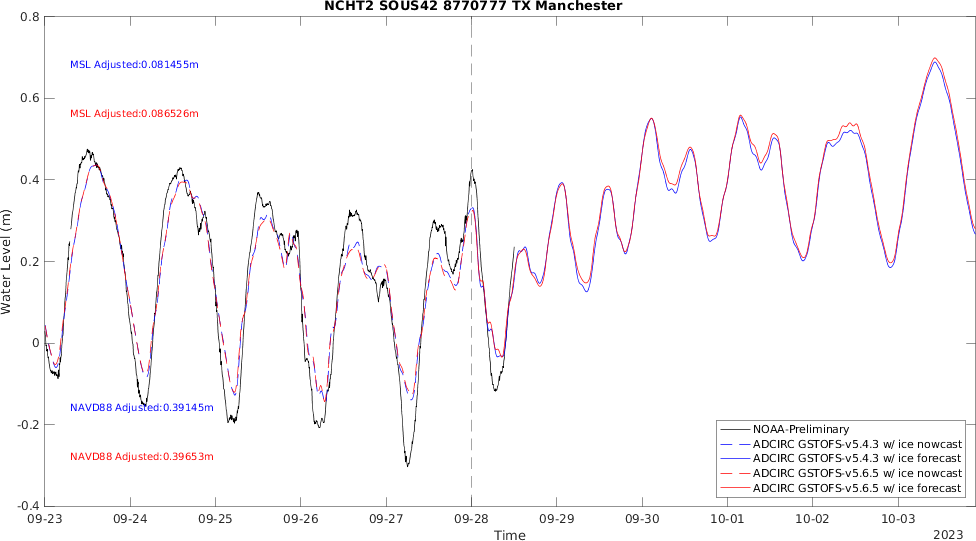 NCHT2 SOUS42 8770777 TX Manchester
0.8
MSL Adjusted:0.081455m
0.6
MSL Adjusted:0.086526m
0.4
0.2
0
-0.2
-0.4
Water Level (m)
NAVD88 Adjusted:0.39145m
NAVD88 Adjusted:0.39653m
NOAA-Preliminary
ADCIRC GSTOFS-v5.4.3 w/ ice nowcast
ADCIRC GSTOFS-v5.4.3 w/ ice forecast
ADCIRC GSTOFS-v5.6.5 w/ ice nowcast
ADCIRC GSTOFS-v5.6.5 w/ ice forecast
09-23 09-24 09-25 09-26 09-27 09-28 09-29 09-30 10-01 10-02 10-03
Time
2023